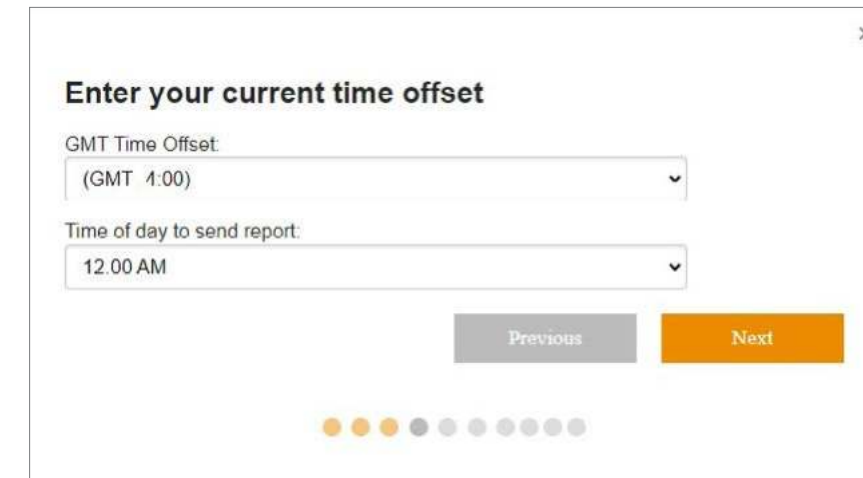 Enter your current time offset
GMT Time Offset:
(GMT 4:00)
Time of day to send report:
12.00 AM
Previous
Next